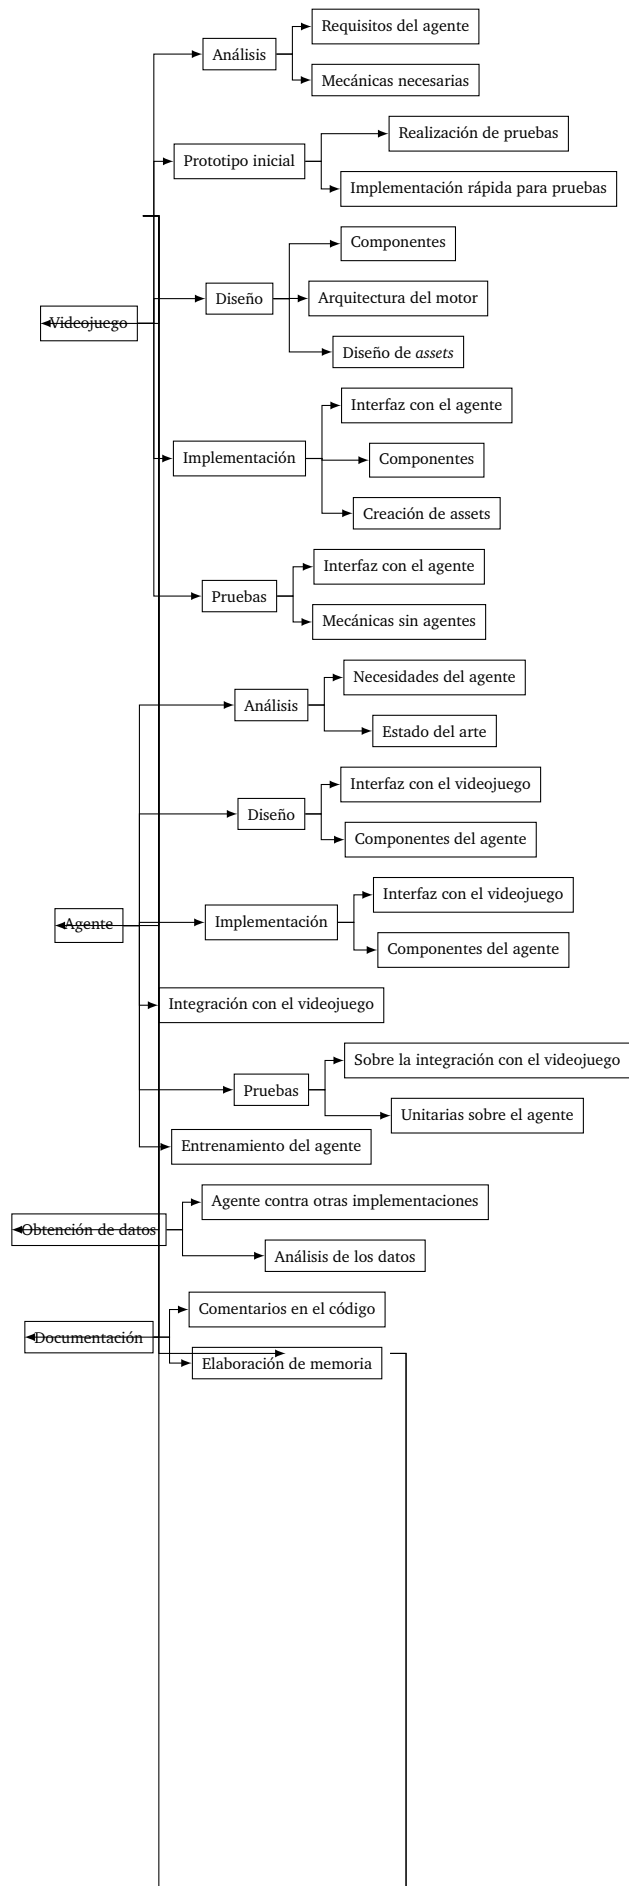 Requisitos del agente
Análisis
Mecánicas necesarias
Realización de pruebas
Prototipo inicial
Implementación rápida para pruebas
Componentes
Diseño
Arquitectura del motor
Videojuego
Diseño de assets
Interfaz con el agente
Implementación
Componentes
Creación de assets
Interfaz con el agente
Pruebas
Mecánicas sin agentes
Necesidades del agente
Análisis
Estado del arte
Interfaz con el videojuego
Diseño
Componentes del agente
Interfaz con el videojuego
Agente
Implementación
Componentes del agente
Integración con el videojuego
Sobre la integración con el videojuego
Pruebas
Unitarias sobre el agente
Entrenamiento del agente
Agente contra otras implementaciones
Obtención de datos
Análisis de los datos
Comentarios en el código
Documentación
Elaboración de memoria